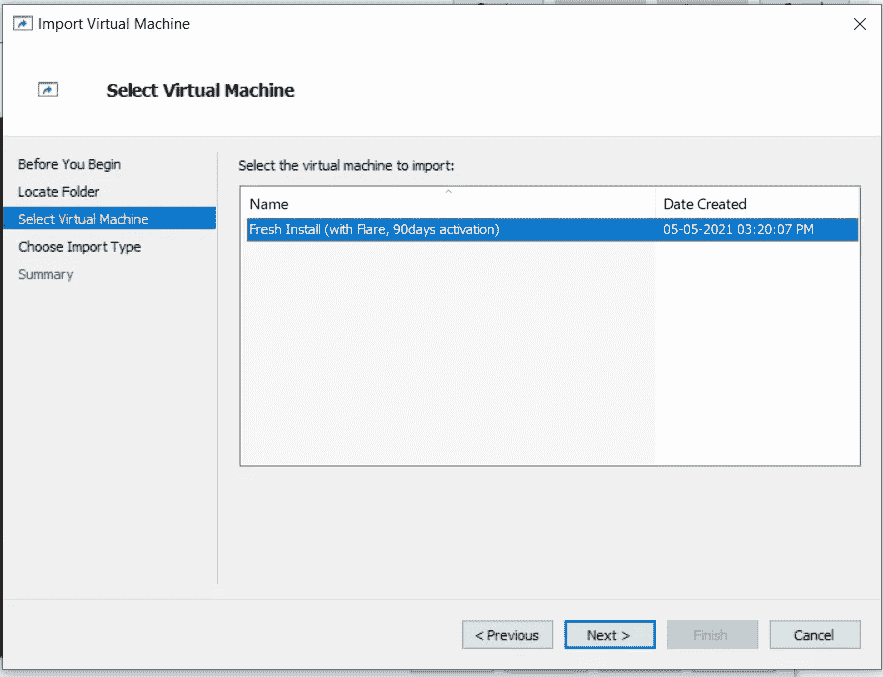 Import Virtual Machine
Select Virtual Machine
Before You Begin
Locate Folder
Select Virtual Machine
Choose Import Type
Summary
Select the virtual machine to import:
Name Date Created
Fresh Install (with Flare, 90days activation) 05-05-2021 03:20:07 PM
< Previous Next > Finish Cancel